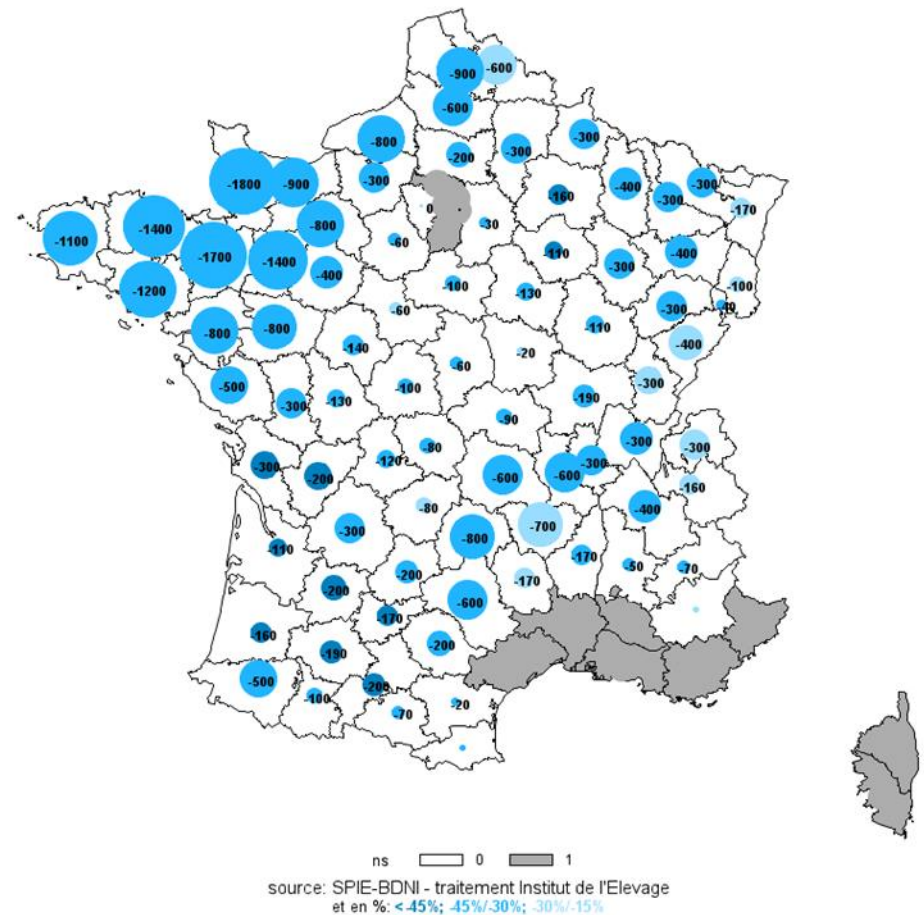 -900 -600
-600
-800 -200 -300 -300
-1800 -900 -300 -160 -400 -300 -300
0 -30 -170
-1100 -1400 -1700 -1400 -800 -60 -110 -300 -400
-1200 -400 -100 -130 -300 -100
-800 -800 -60 -110
-140 -60 -20 -400
-500 -300 -130 -100 -190 -300
-90
-300 -200 -120 -80 -600 -600 -300 -300 -300
-80 -400 -160
-110 -300 -800 -700
-200 -200 -170 -170 -50 -70
-170 -600
-160 -190 -200
-500 -100 -200 -70 -20
ns 0 1
source: SPIE-BDNI - traitement Institut de l'Elevage
et en %: < -45%; -45%/-30%; -30%/-15%